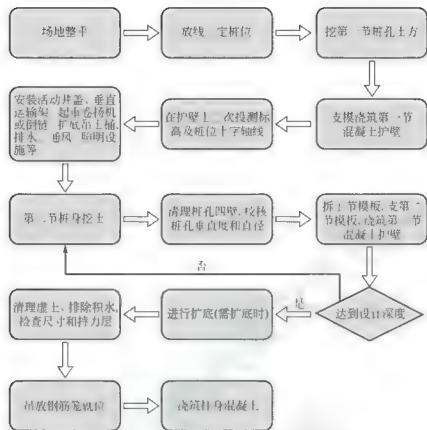 场地整平
放线 定桩位
挖第 节桩孔土方
支模浇筑第 节
混凝土护壁
在护壁上 次投测标
高及桩位十字轴线
安装活动井盖、垂直
运输架 起重卷扬机
或倒链 扩底吊土桶、
排水 通风 照明设
施等
第 节桩身挖土
清理桩孔四壁、校核
桩孔垂直度和直径
拆上节模板、支第
节模板、浇筑第
混凝土护壁
否
达到设计深度
是
进行扩底(需扩底时)
清理虚土、排除积水,
检查尺寸和持力层
吊放钢筋笼就位
浇筑桩身混凝土